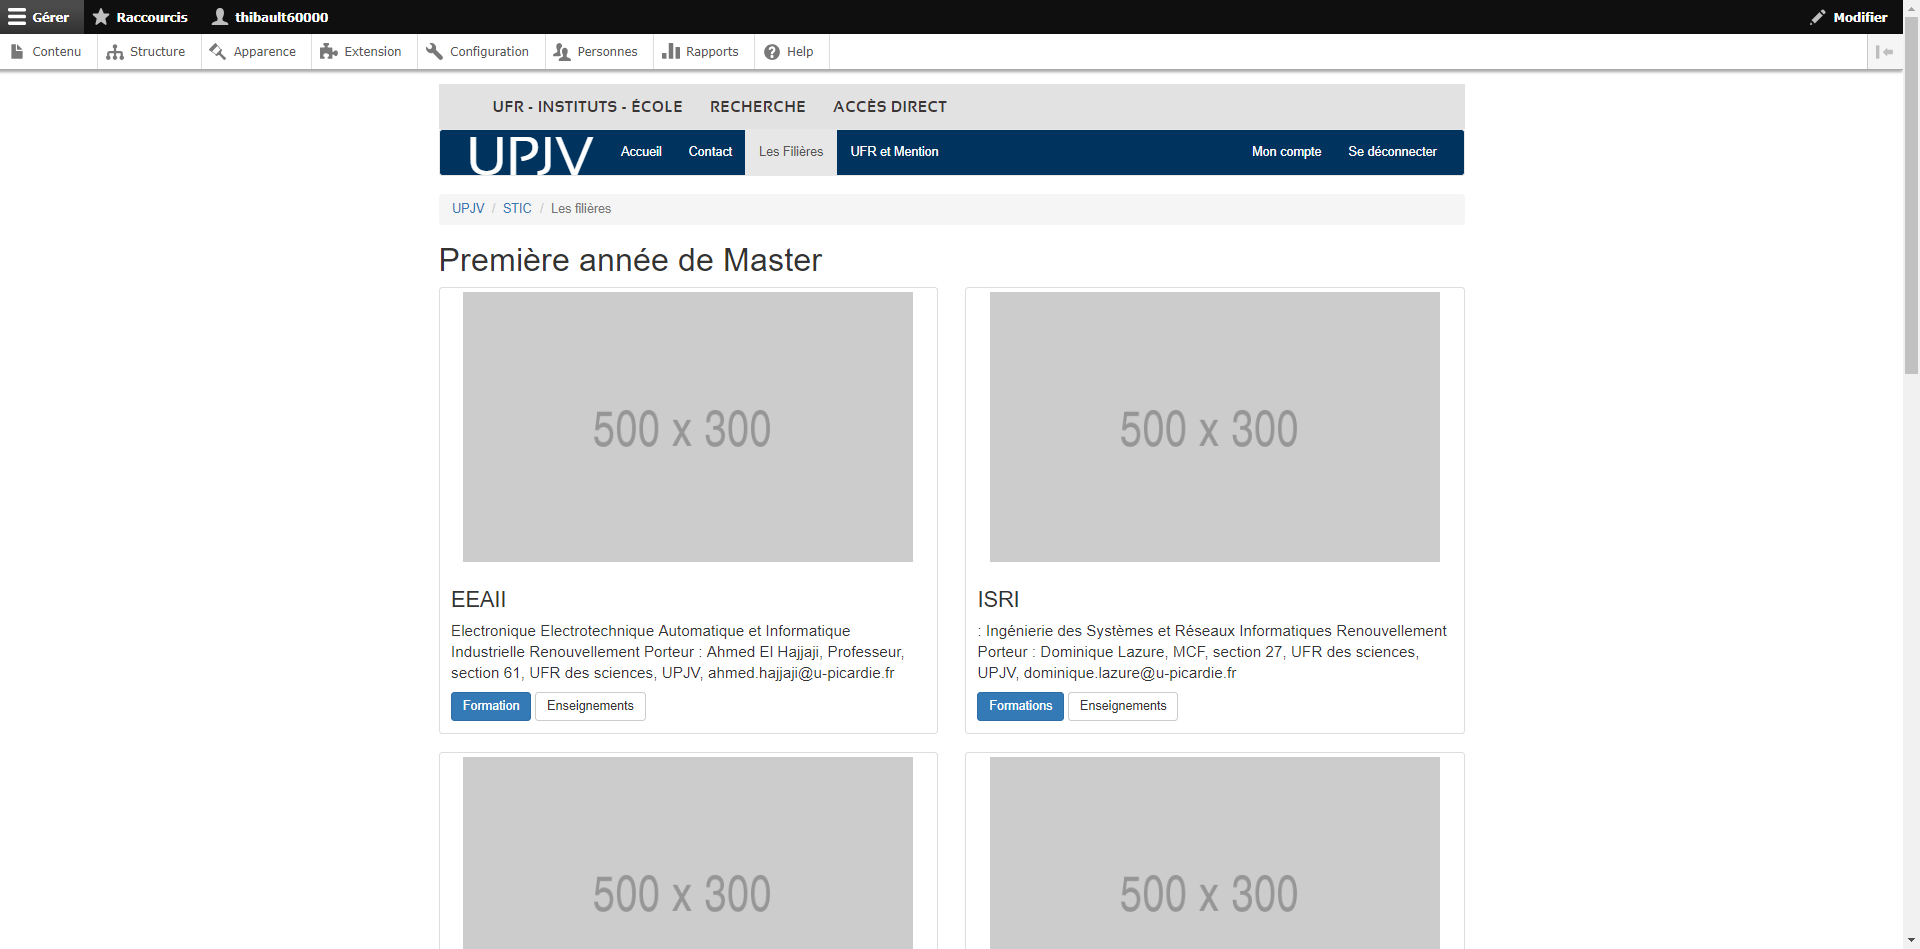 Gérer Raccourcis thibault60000 Modifier
Contenu Structure Apparence Extension Configuration Personnes Rapports Help
UFR - INSTITUTS - ÉCOLE RECHERCHE ACCÈS DIRECT
UPJV Accueil Contact Les Filières UFR et Mention Mon compte Se déconnecter
UPJV / STIC / Les filières
Première année de Master
500 x 300
EEAII
Electronique Electrotechnique Automatique et Informatique
Industrielle Renouvellement Porteur : Ahmed El Hajjaji, Professeur,
section 61, UFR des sciences, UPJV, ahmed.hajjaji@u-picardie.fr
Formation Enseignements
500 x 300
ISRI
: Ingénierie des Systèmes et Réseaux Informatiques Renouvellement
Porteur : Dominique Lazure, MCF, section 27, UFR des sciences,
UPJV, dominique.lazure@u-picardie.fr
Formations Enseignements
500 x 300
500 x 300